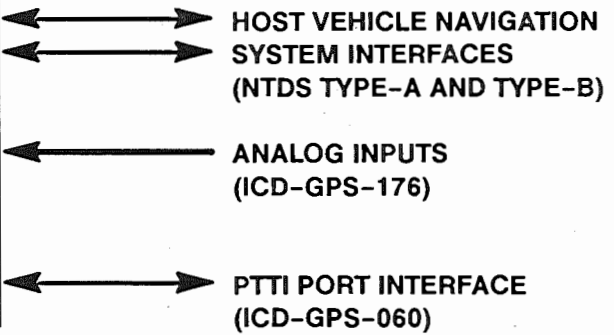 HOST VEHICLE NAVIGATION
SYSTEM INTERFACES
(NTDS TYPE-A AND TYPE-B)
ANALOG INPUTS
(ICD-GPS-176)
PTTI PORT INTERFACE
(ICD-GPS-060)